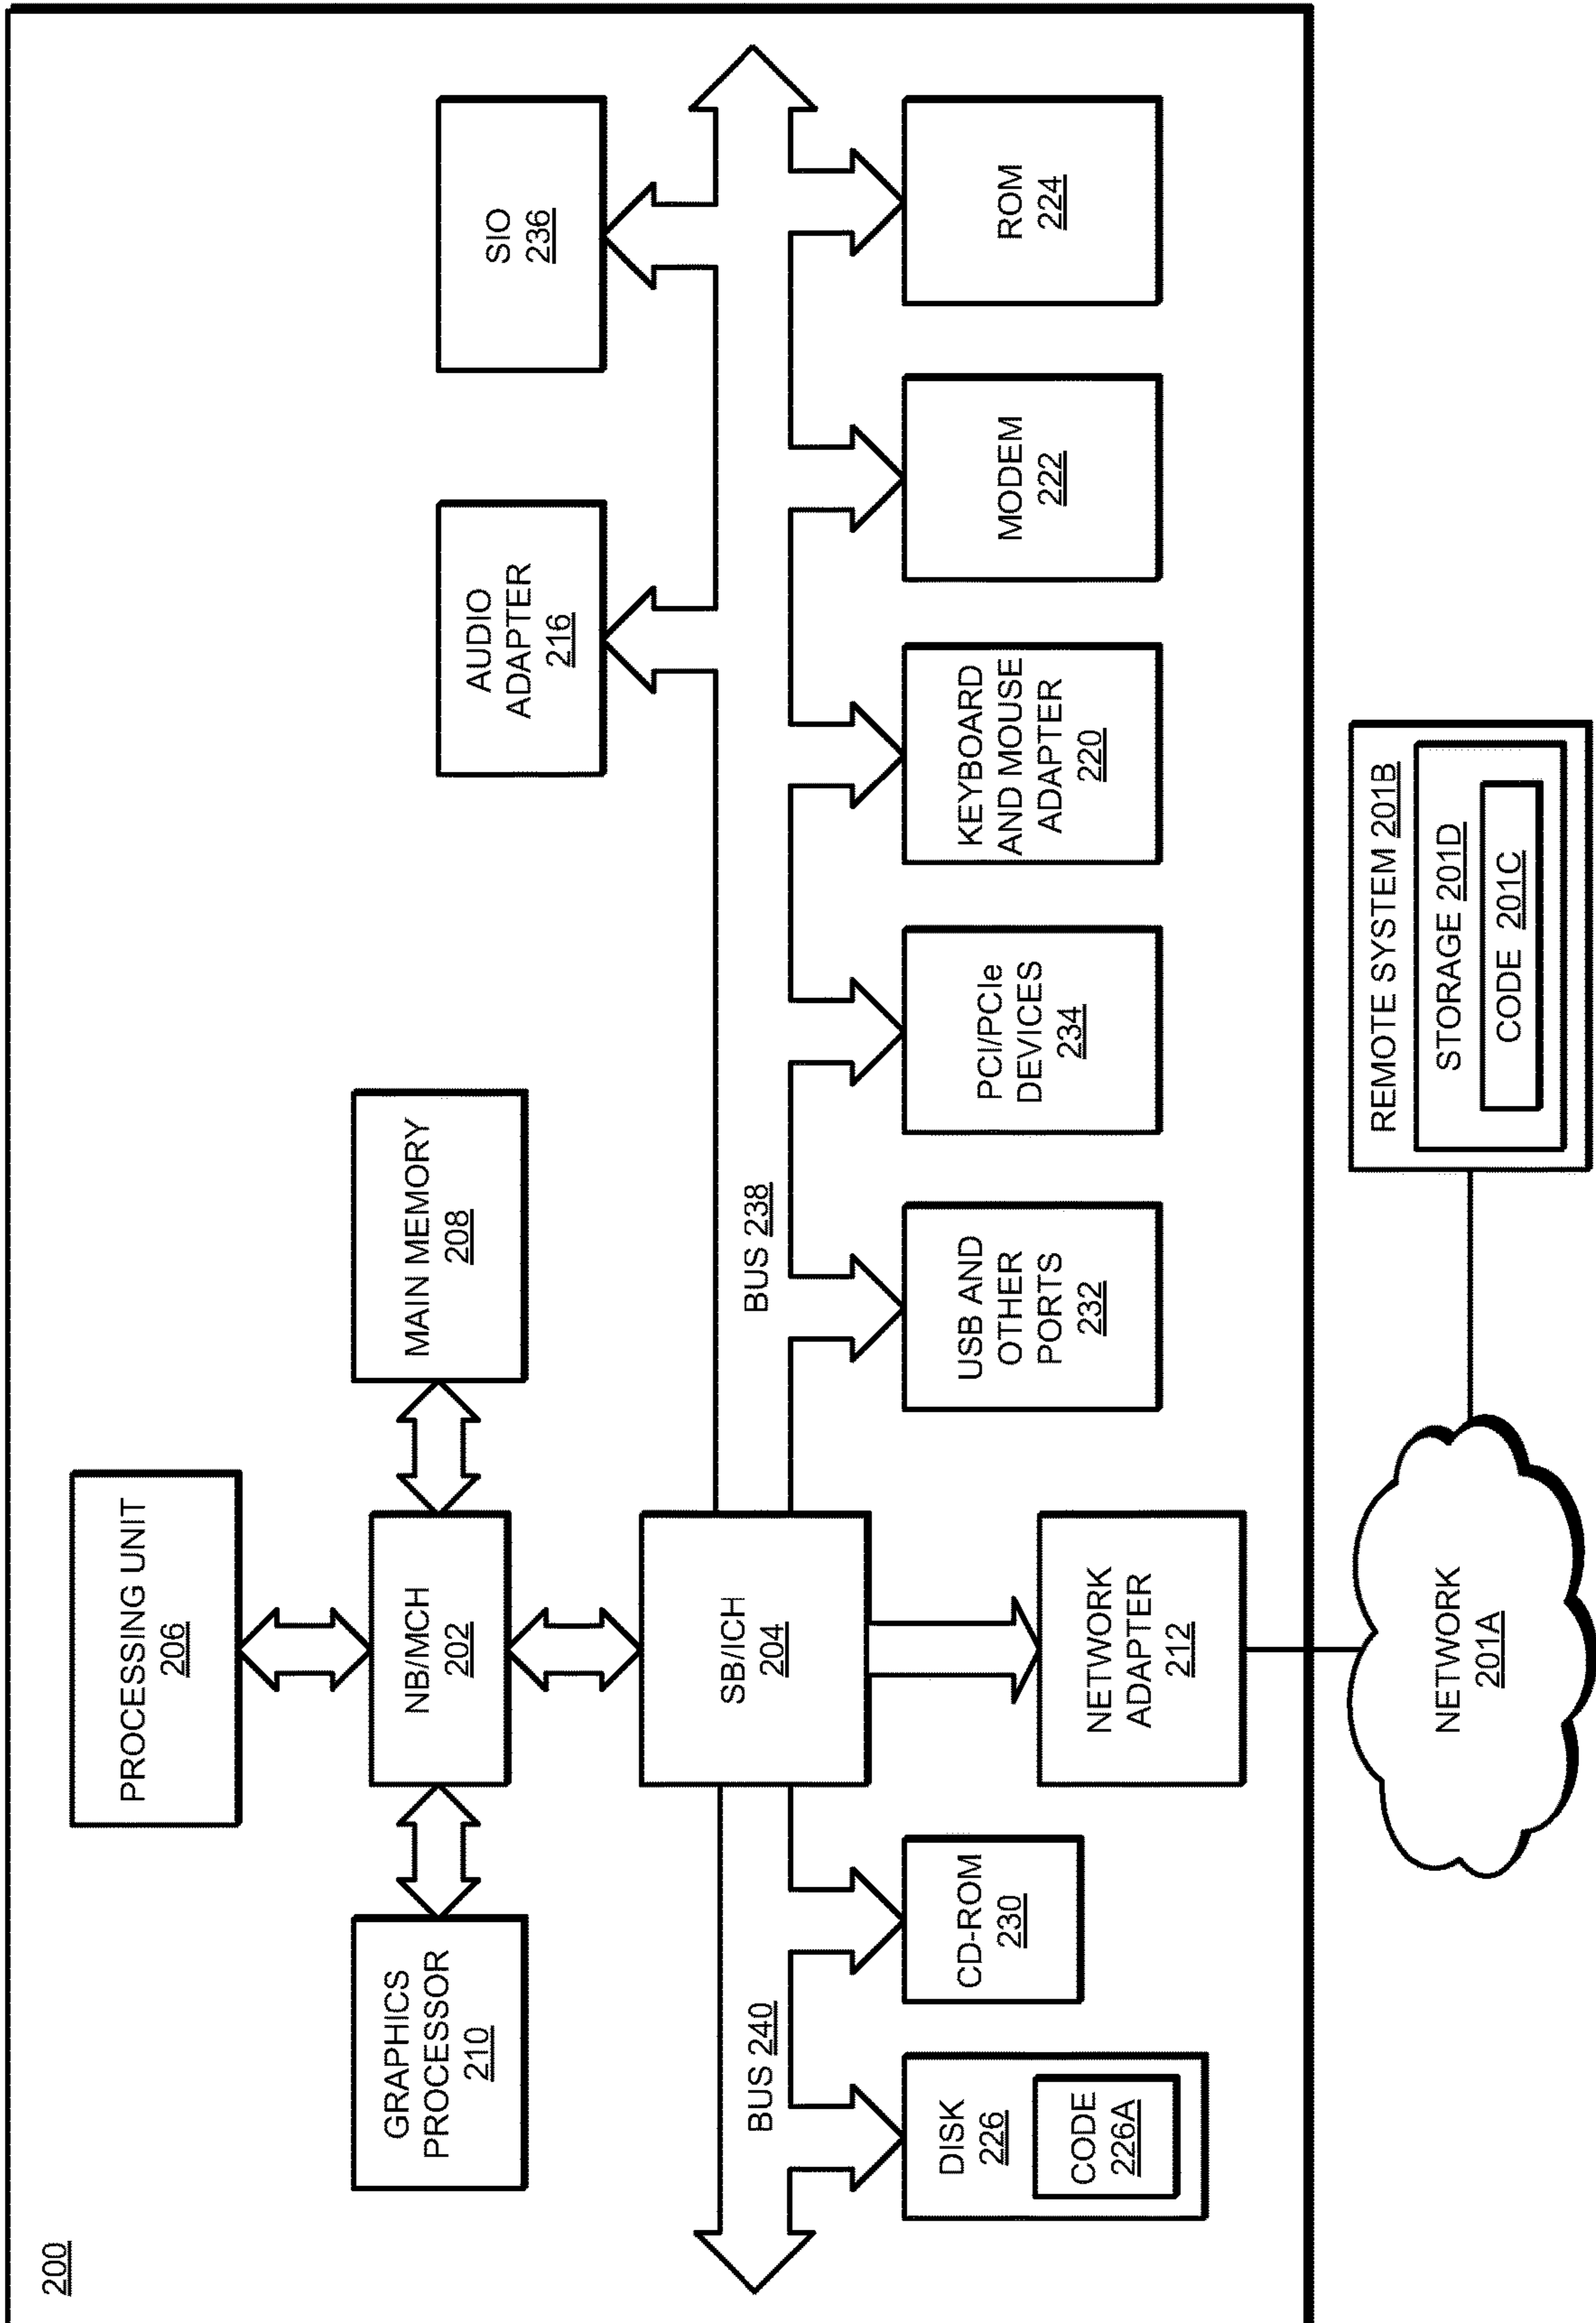 200
PROCESSING UNIT
206
GRAPHICS
PROCESSOR
210
NB/MCH
202
MAIN MEMORY
208
AUDIO
ADAPTER
216
SIO
236
SB/ICH
204
BUS 240
BUS 238
DISK
226
CODE
226A
CD-ROM
230
NETWORK
ADAPTER
212
USB AND
OTHER
PORTS
232
PCI/PCIe
DEVICES
234
KEYBOARD
AND MOUSE
ADAPTER
220
MODEM
222
ROM
224
NETWORK
201A
REMOTE SYSTEM 201B
STORAGE 201D
CODE 201C